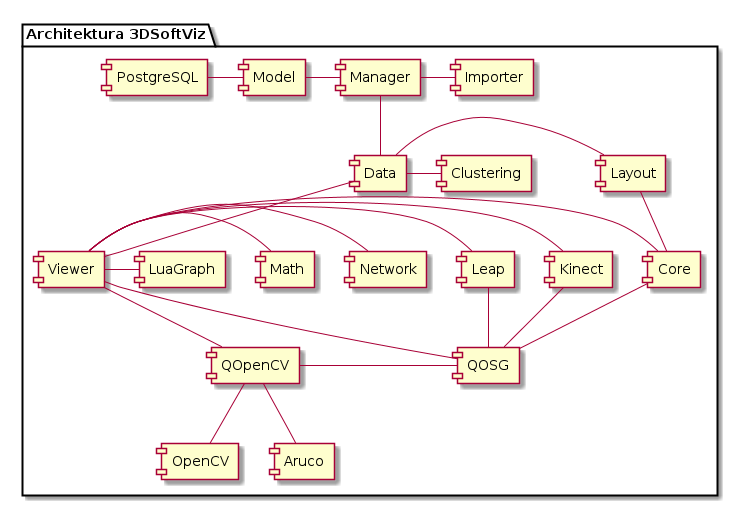 Architektura 3DSoftViz
PostgreSQL
Model
Manager
Importer
Data
Clustering
Layout
Viewer
LuaGraph
Math
Network
Leap
Kinect
Core
QOpenCV
QOSG
OpenCV
Aruco